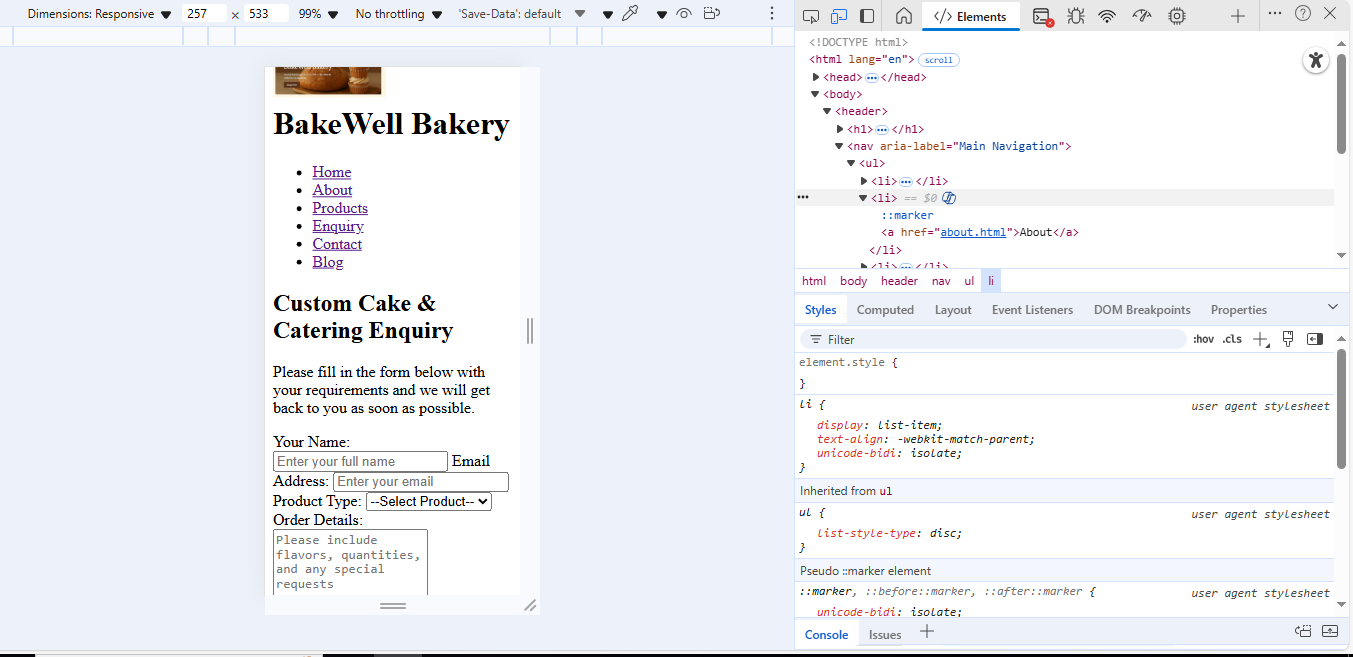 Dimensions: Responsive 257 x 533 99% No throttling 'Save-Data': default
Elements
BakeWell Bakery
Home
About
Products
Enquiry
Contact
Blog
Custom Cake &
Catering Enquiry
Please fill in the form below with
your requirements and we will get
back to you as soon as possible.
Your Name:
Enter your full name Email
Address: Enter your email
Product Type: --Select Product--
Order Details:
Please include
flavors, quantities,
and any special
requests
<!DOCTYPE html>
<html lang="en"> scroll
<head> ··· </head>
<body>
<header>
<h1> ··· </h1>
<nav aria-label="Main Navigation">
<ul>
<li> ··· </li>
<li> == $0
::marker
<a href="about.html">About</a>
</li>
<li> ··· </li>
html body header nav ul li
Styles Computed Layout Event Listeners DOM Breakpoints Properties
Filter :hov .cls
element.style {
}
li { user agent stylesheet
display: list-item;
text-align: -webkit-match-parent;
unicode-bidi: isolate;
}
Inherited from ul
ul { user agent stylesheet
list-style-type: disc;
}
Pseudo ::marker element
::marker, ::before::marker, ::after::marker { user agent stylesheet
unicode-bidi: isolate;
Console Issues